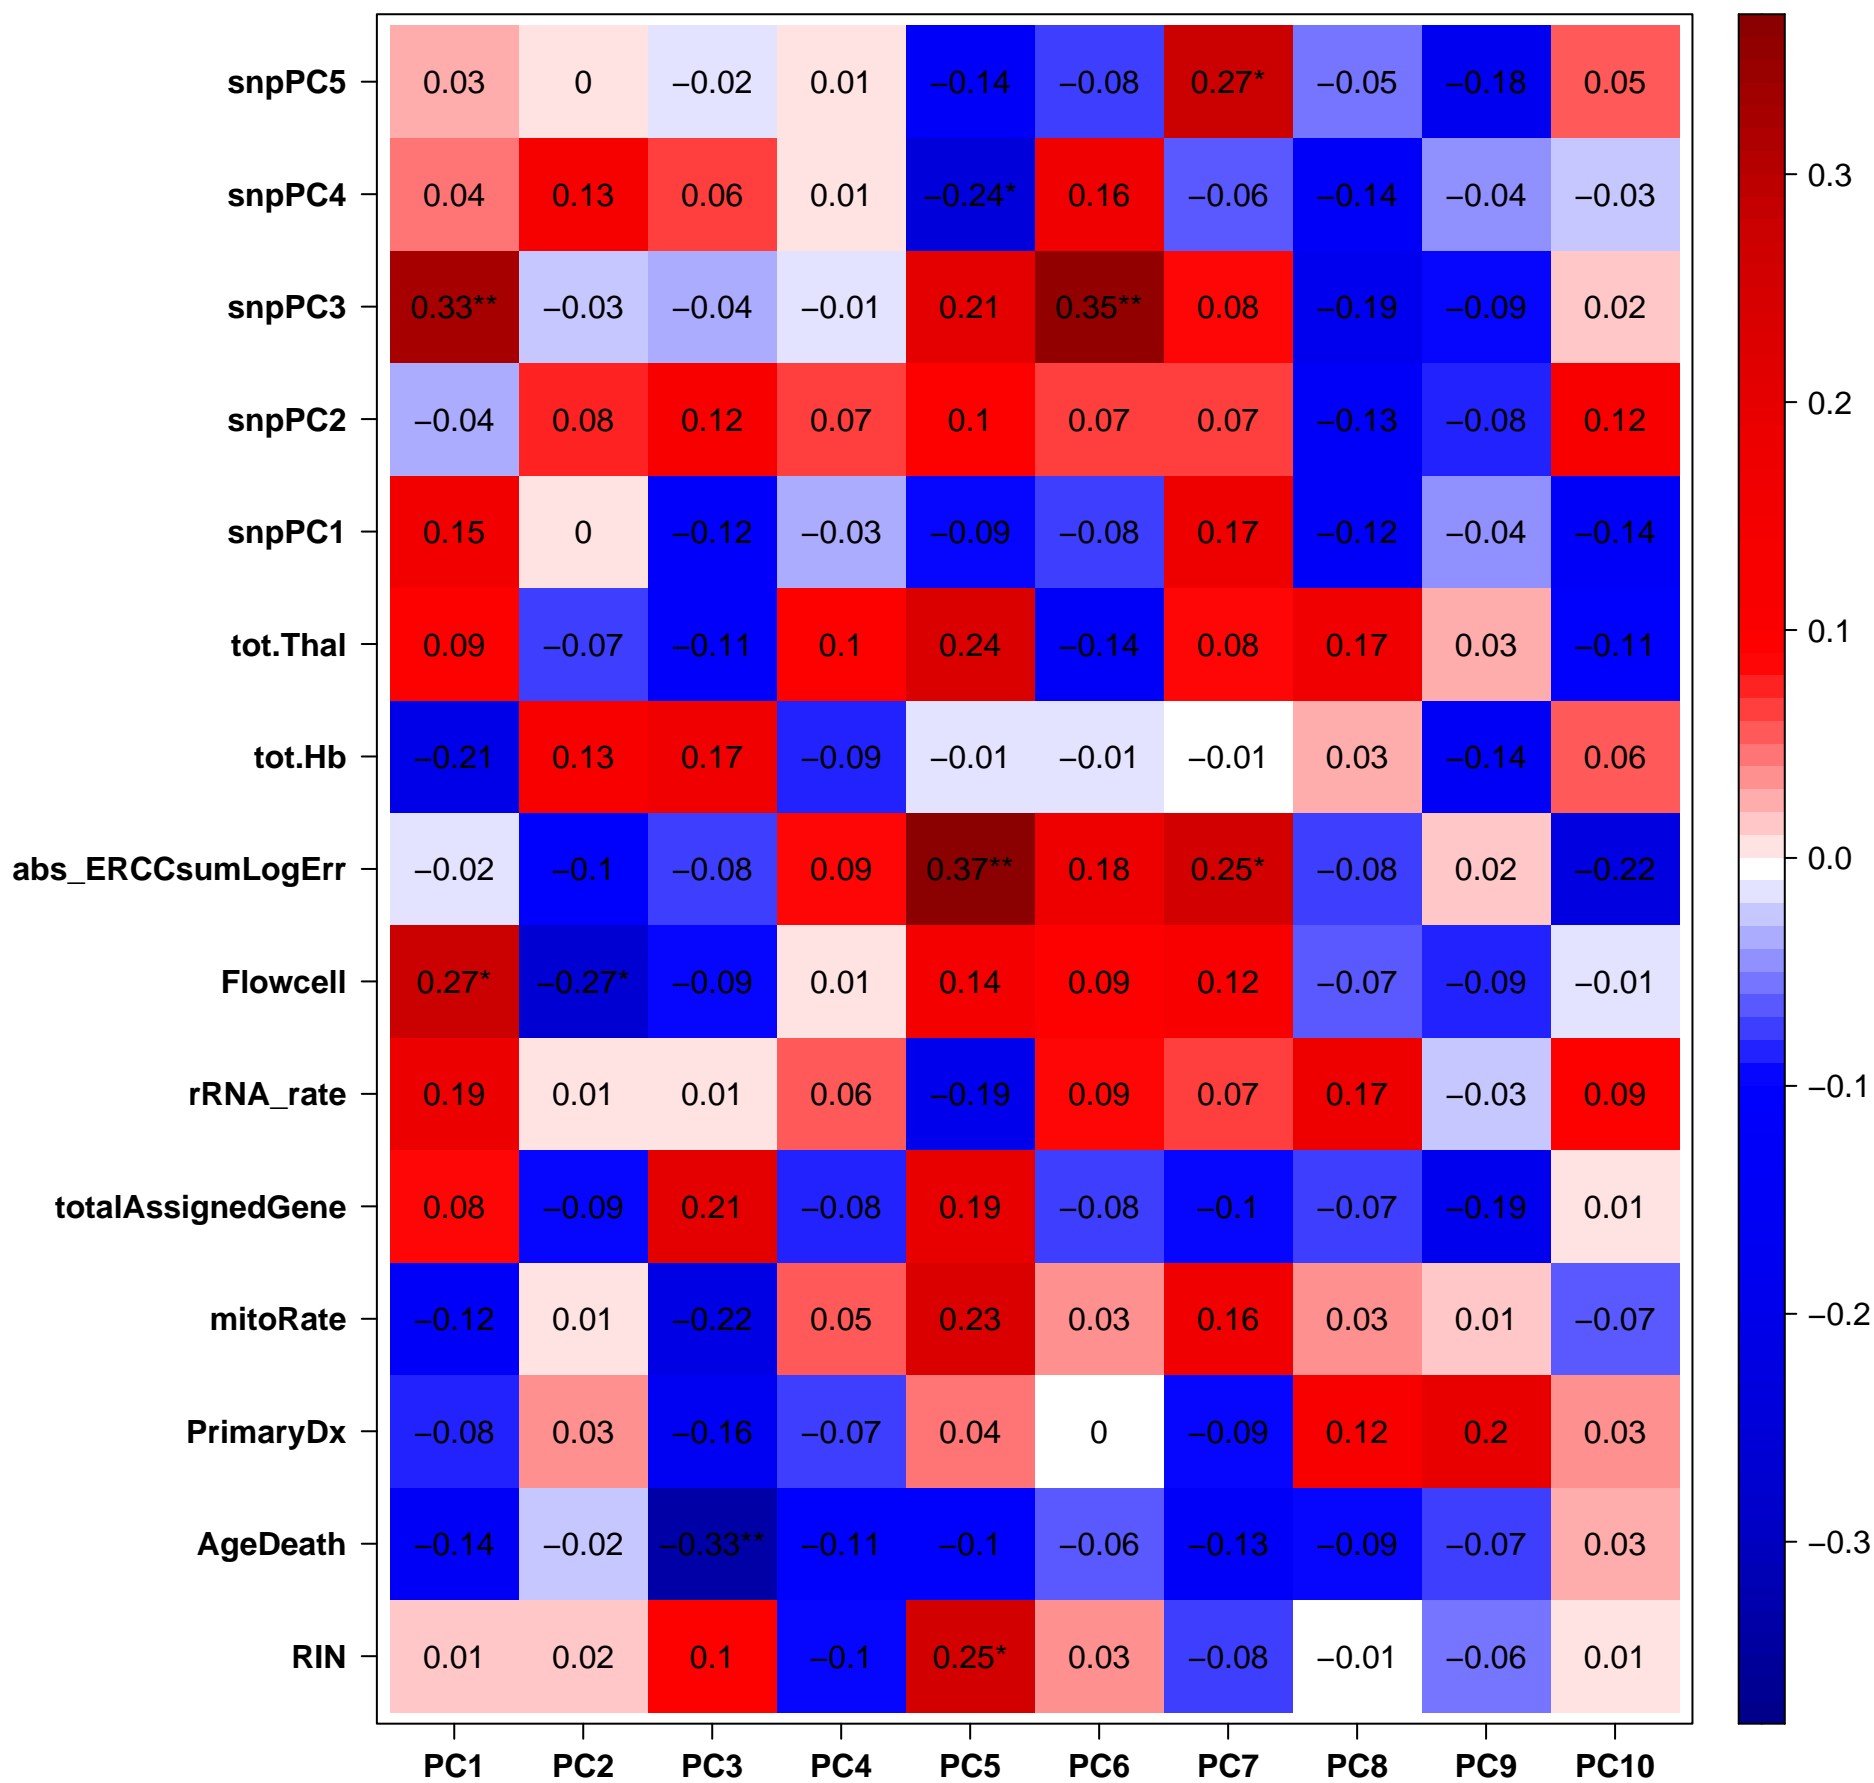 snpPC5 0.03 0 −0.02 0.01 −0.14 −0.08 0.27* −0.05 −0.18 0.05
snpPC4 0.04 0.13 0.06 0.01 −0.24* 0.16 −0.06 −0.14 −0.04 −0.03
snpPC3 0.33** −0.03 −0.04 −0.01 0.21 0.35** 0.08 −0.19 −0.09 0.02
snpPC2 −0.04 0.08 0.12 0.07 0.1 0.07 0.07 −0.13 −0.08 0.12
snpPC1 0.15 0 −0.12 −0.03 −0.09 −0.08 0.17 −0.12 −0.04 −0.14
tot.Thal 0.09 −0.07 −0.11 0.1 0.24 −0.14 0.08 0.17 0.03 −0.11
tot.Hb −0.21 0.13 0.17 −0.09 −0.01 −0.01 −0.01 0.03 −0.14 0.06
abs_ERCCsumLogErr −0.02 −0.1 −0.08 0.09 0.37** 0.18 0.25* −0.08 0.02 −0.22
Flowcell 0.27* −0.27* −0.09 0.01 0.14 0.09 0.12 −0.07 −0.09 −0.01
rRNA_rate 0.19 0.01 0.01 0.06 −0.19 0.09 0.07 0.17 −0.03 0.09
totalAssignedGene 0.08 −0.09 0.21 −0.08 0.19 −0.08 −0.1 −0.07 −0.19 0.01
mitoRate −0.12 0.01 −0.22 0.05 0.23 0.03 0.16 0.03 0.01 −0.07
PrimaryDx −0.08 0.03 −0.16 −0.07 0.04 0 −0.09 0.12 0.2 0.03
AgeDeath −0.14 −0.02 −0.33** −0.11 −0.1 −0.06 −0.13 −0.09 −0.07 0.03
RIN 0.01 0.02 0.1 −0.1 0.25* 0.03 −0.08 −0.01 −0.06 0.01
PC1 PC2 PC3 PC4 PC5 PC6 PC7 PC8 PC9 PC10
0.3
0.2
0.1
0.0
−0.1
−0.2
−0.3